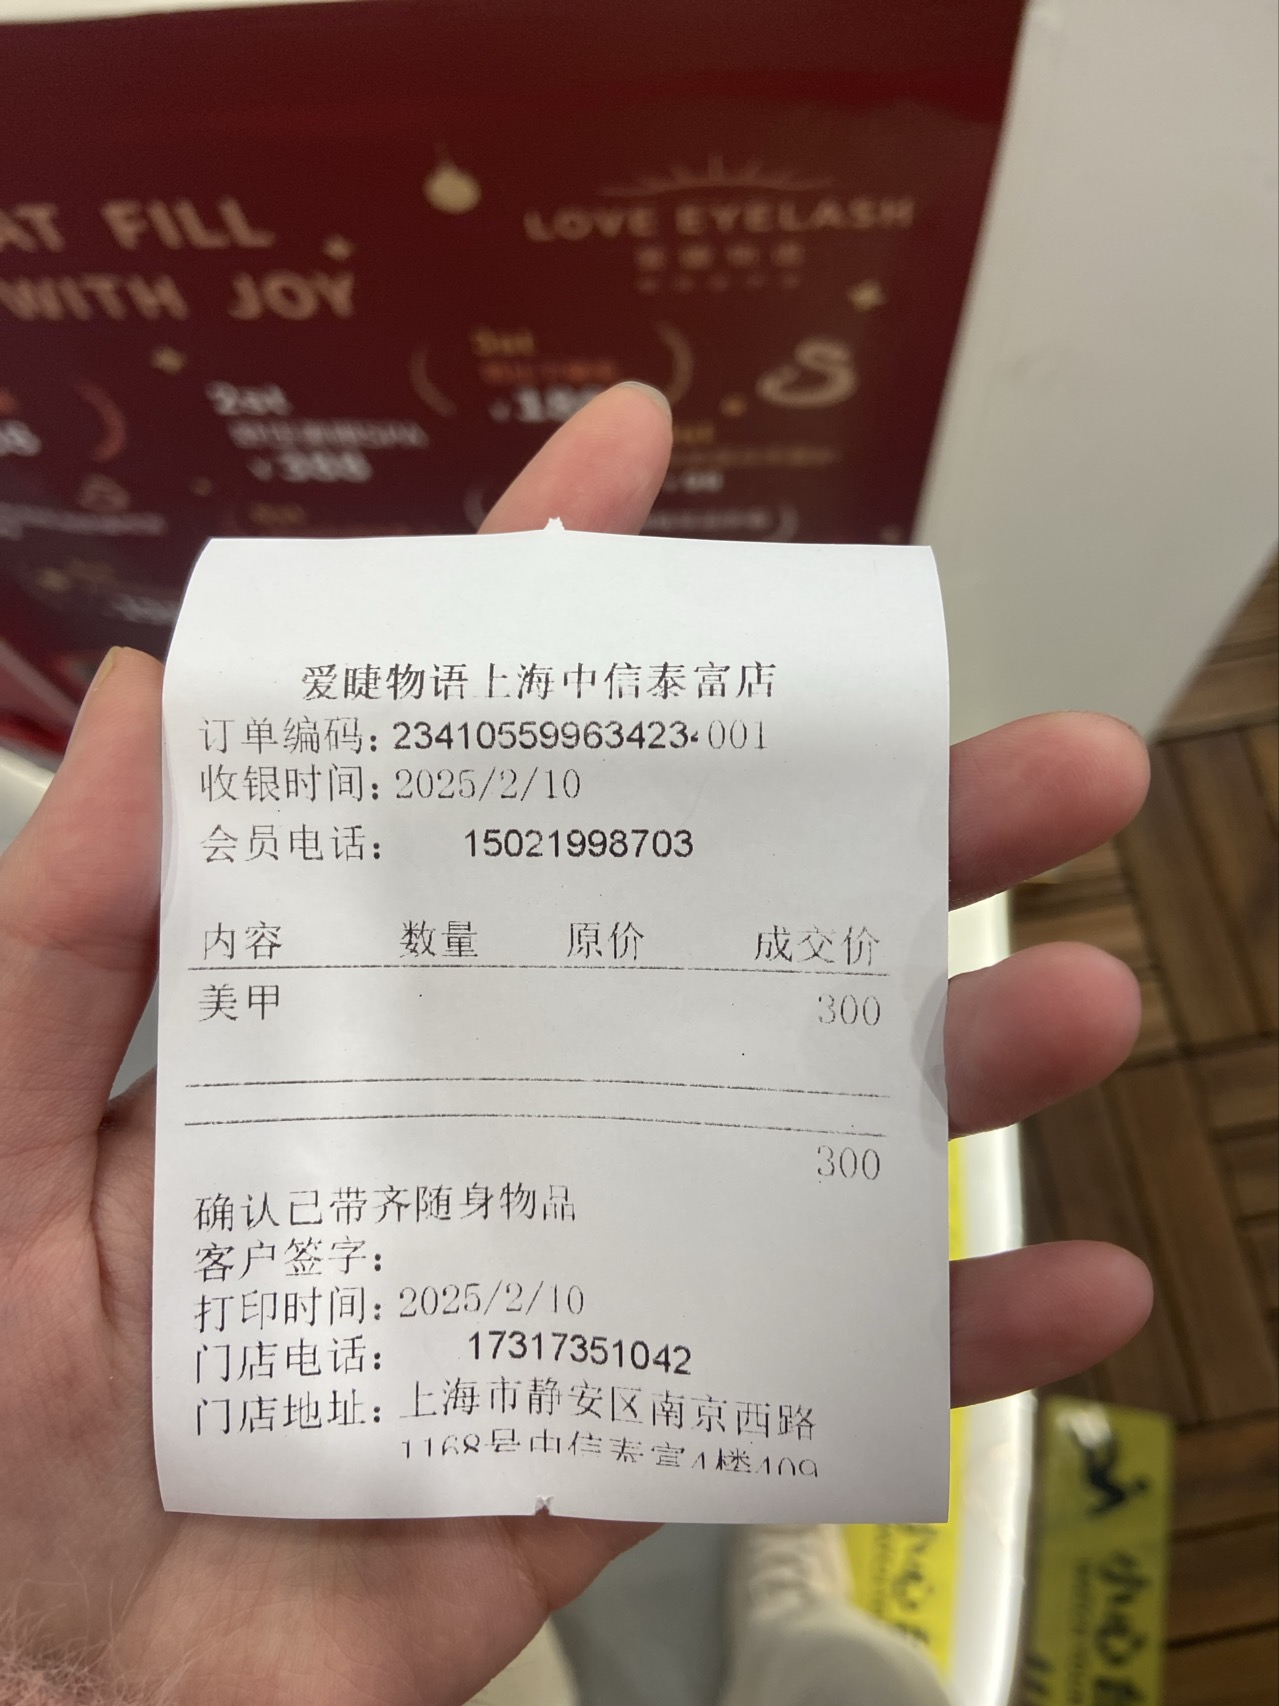 AT FILL
WITH JOY
LOVE EYELASH
2st
388
爱睫物语上海中信泰富店
订单编码: 23410559963423 001
收银时间: 2025/2/10
会员电话: 15021998703
内容 数量 原价 成交价
美甲 300
300
确认已带齐随身物品
客户签字:
打印时间: 2025/2/10
门店电话: 17317351042
门店地址: 上海市静安区南京西路
1168号中信泰富4楼409
小心